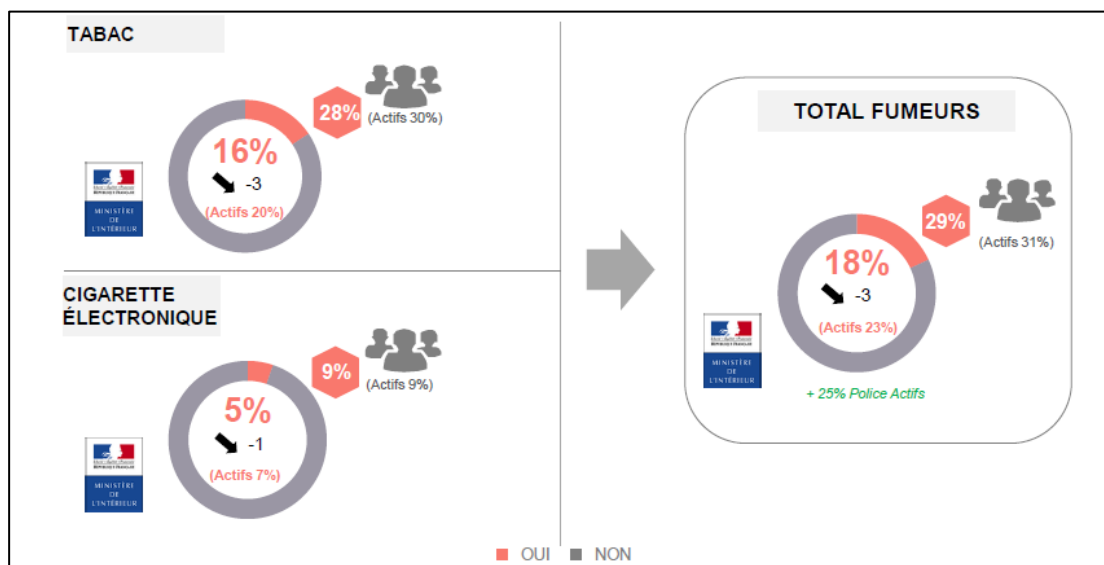 TABAC
28%
(Actifs 30%)
16%
-3
(Actifs 20%)
MINISTÈRE
DE
L'INTÉRIEUR
CIGARETTE
ÉLECTRONIQUE
9%
(Actifs 9%)
5%
-1
(Actifs 7%)
MINISTÈRE
DE
L'INTÉRIEUR
TOTAL FUMEURS
29%
(Actifs 31%)
18%
-3
(Actifs 23%)
MINISTÈRE
DE
L'INTÉRIEUR
+ 25% Police Actifs
OUI
NON